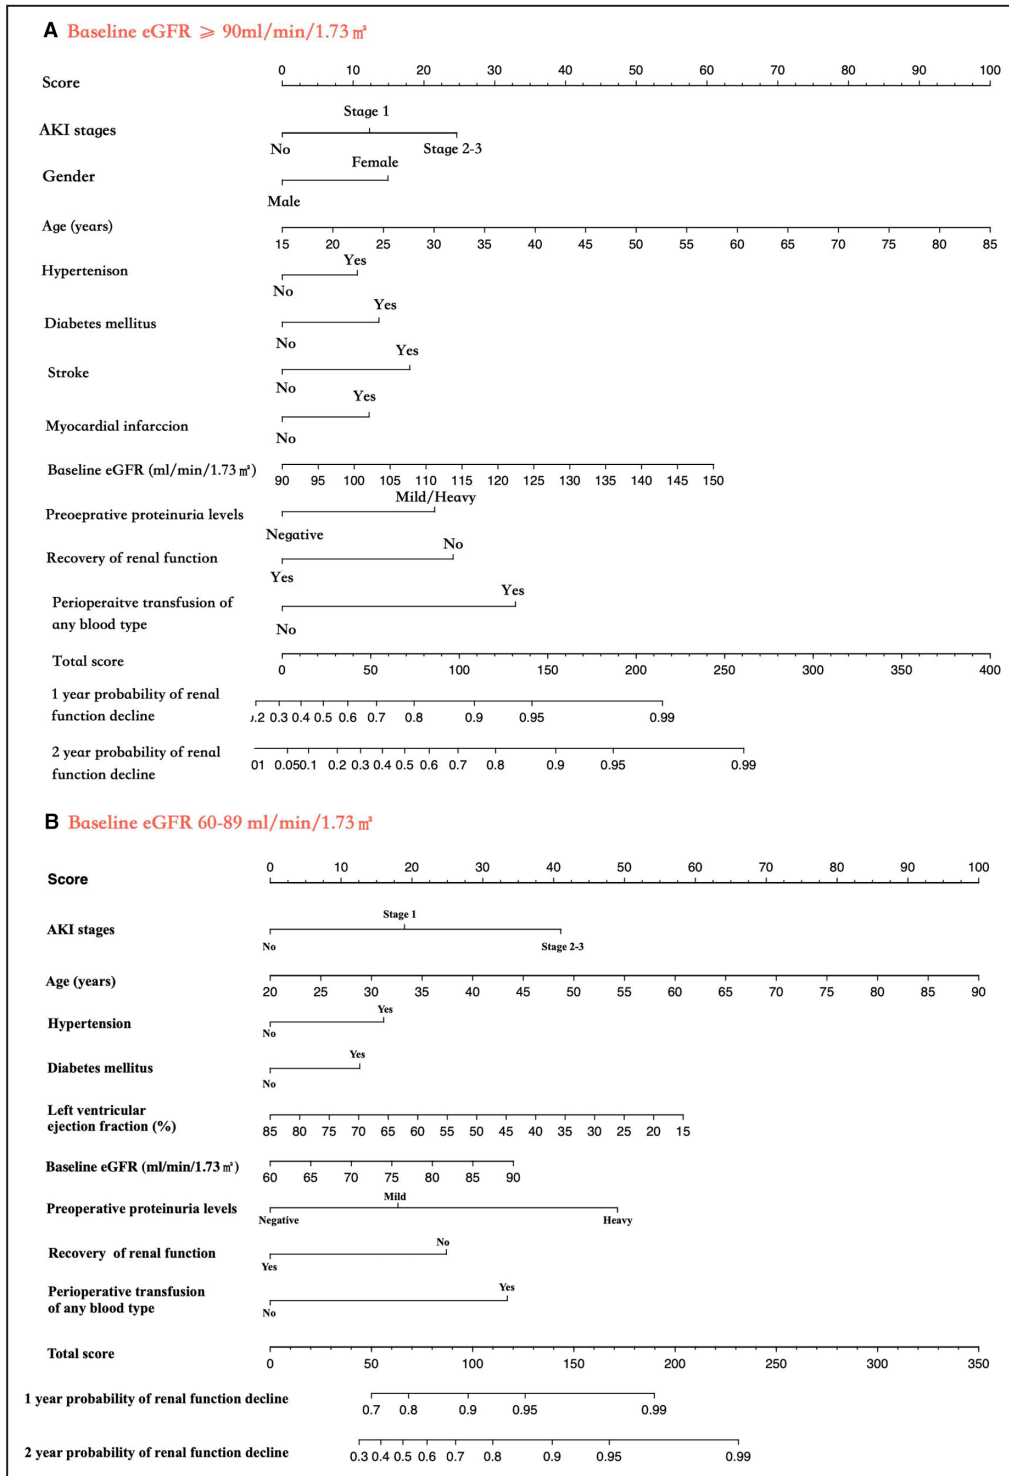 A Baseline eGFR ⩾ 90ml/min/1.73㎡
Score
0 10 20 30 40 50 60 70 80 90 100
AKI stages
Stage 1
No
Stage 2-3
Gender
Female
Male
Age (years)
15 20 25 30 35 40 45 50 55 60 65 70 75 80 85
Hypertenison
Yes
No
Diabetes mellitus
Yes
No
Stroke
Yes
No
Myocardial infarccion
Yes
No
Baseline eGFR (ml/min/1.73㎡)
90 95 100 105 110 115 120 125 130 135 140 145 150
Preoeprative proteinuria levels
Mild/Heavy
Negative
Recovery of renal function
No
Yes
Perioperaitve transfusion of
any blood type
Yes
No
Total score
0 50 100 150 200 250 300 350 400
1 year probability of renal
function decline
.2 0.3 0.4 0.5 0.6 0.7 0.8 0.9 0.95 0.99
2 year probability of renal
function decline
01 0.050.1 0.2 0.3 0.4 0.5 0.6 0.7 0.8 0.9 0.95 0.99
B Baseline eGFR 60-89 ml/min/1.73㎡
Score
0 10 20 30 40 50 60 70 80 90 100
AKI stages
Stage 1
No
Stage 2-3
Age (years)
20 25 30 35 40 45 50 55 60 65 70 75 80 85 90
Hypertension
Yes
No
Diabetes mellitus
Yes
No
Left ventricular
ejection fraction (%)
85 80 75 70 65 60 55 50 45 40 35 30 25 20 15
Baseline eGFR (ml/min/1.73㎡)
60 65 70 75 80 85 90
Preoperative proteinuria levels
Mild
Negative
Heavy
Recovery of renal function
No
Yes
Perioperative transfusion
of any blood type
Yes
No
Total score
0 50 100 150 200 250 300 350
1 year probability of renal function decline
0.7 0.8 0.9 0.95 0.99
2 year probability of renal function decline
0.3 0.4 0.5 0.6 0.7 0.8 0.9 0.95 0.99